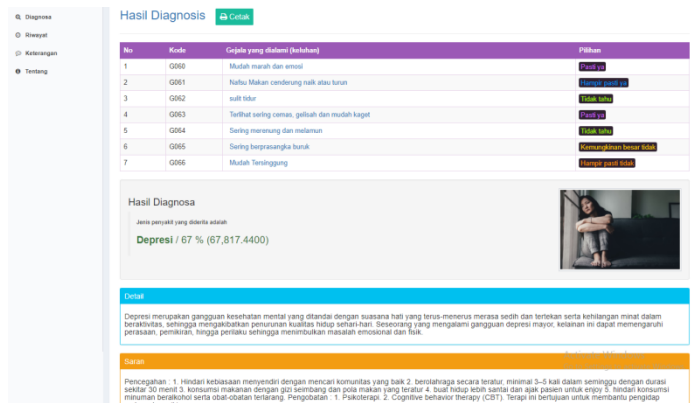 Diagnosa
Riwayat
Keterangan
Tentang
Hasil Diagnosis
Cetak
No Kode Gejala yang dialami (keluhan) Pilihan
1 G060 Mudah marah dan emosi Pasti ya
2 G061 Nafsu Makan cenderung naik atau turun Hampir pasti ya
3 G062 sulit tidur Tidak tahu
4 G063 Terlihat sering cemas, gelisah dan mudah kaget Pasti ya
5 G064 Sering merenung dan melamun Tidak tahu
6 G065 Sering berprasangka buruk Kemungkinan besar tidak
7 G066 Mudah Tersinggung Hampir pasti tidak
Hasil Diagnosa
Jenis penyakit yang diderita adalah
Depresi / 67 % (67,817.4400)
Detail
Depresi merupakan gangguan kesehatan mental yang ditandai dengan suasana hati yang terus-menerus merasa sedih dan tertekan serta kehilangan minat dalam
beraktivitas, sehingga mengakibatkan penurunan kualitas hidup sehari-hari. Seseorang yang mengalami gangguan depresi mayor, kelainan ini dapat memengaruhi
perasaan, pemikiran, hingga perilaku sehingga menimbulkan masalah emosional dan fisik.
Saran
Pencegahan : 1. Hindari kebiasaan menyendiri dengan mencari komunitas yang baik 2. berolahraga secara teratur, minimal 3–5 kali dalam seminggu dengan durasi
sekitar 30 menit 3. konsumsi makanan dengan gizi seimbang dan pola makan yang teratur 4. buat hidup lebih santai dan ajak pasien untuk enjoy 5. hindari konsumsi
minuman beralkohol serta obat-obatan terlarang. Pengobatan : 1. Psikoterapi. 2. Cognitive behavior therapy (CBT). Terapi ini bertujuan untuk membantu pengidap